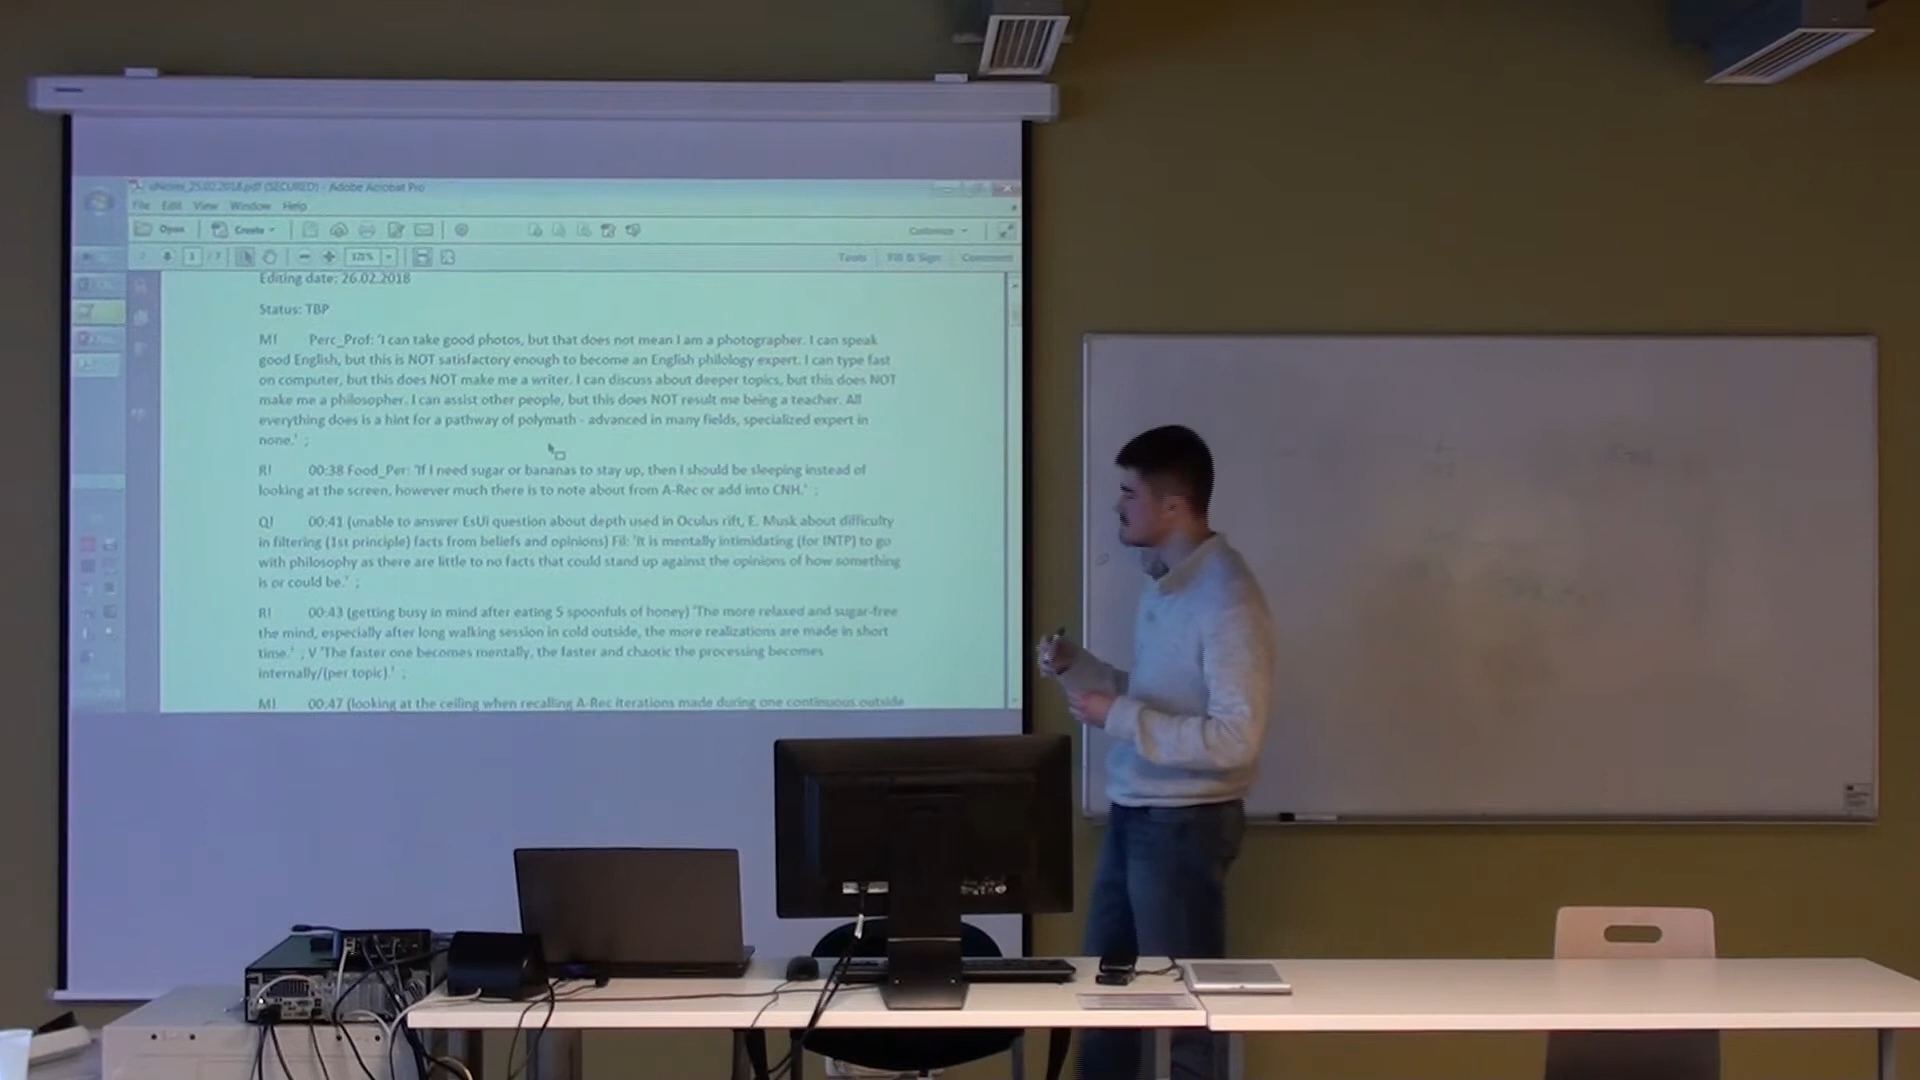 uNotes_25.02.2018.pdf (SECURED) - Adobe Acrobat Pro
File Edit View Window Help
Open Create Customize
1 / 7 121% Tools Fill & Sign Comment
Editing date: 26.02.2018
Status: TBP
M! Perc_Prof: 'I can take good photos, but that does not mean I am a photographer. I can speak
good English, but this is NOT satisfactory enough to become an English philology expert. I can type fast
on computer, but this does NOT make me a writer. I can discuss about deeper topics, but this does NOT
make me a philosopher. I can assist other people, but this does NOT result me being a teacher. All
everything does is a hint for a pathway of polymath - advanced in many fields, specialized expert in
none.' ;
R! 00:38 Food_Per: 'If I need sugar or bananas to stay up, then I should be sleeping instead of
looking at the screen, however much there is to note about from A-Rec or add into CNH.' ;
Q! 00:41 (unable to answer EsUi question about depth used in Oculus rift, E. Musk about difficulty
in filtering (1st principle) facts from beliefs and opinions) Fil: 'It is mentally intimidating (for INTP) to go
with philosophy as there are little to no facts that could stand up against the opinions of how something
is or could be.' ;
R! 00:43 (getting busy in mind after eating 5 spoonfuls of honey) 'The more relaxed and sugar-free
the mind, especially after long walking session in cold outside, the more realizations are made in short
time.' ; V 'The faster one becomes mentally, the faster and chaotic the processing becomes
internally/(per topic).' ;
M! 00:47 (looking at the ceiling when recalling A-Rec iterations made during one continuous outside